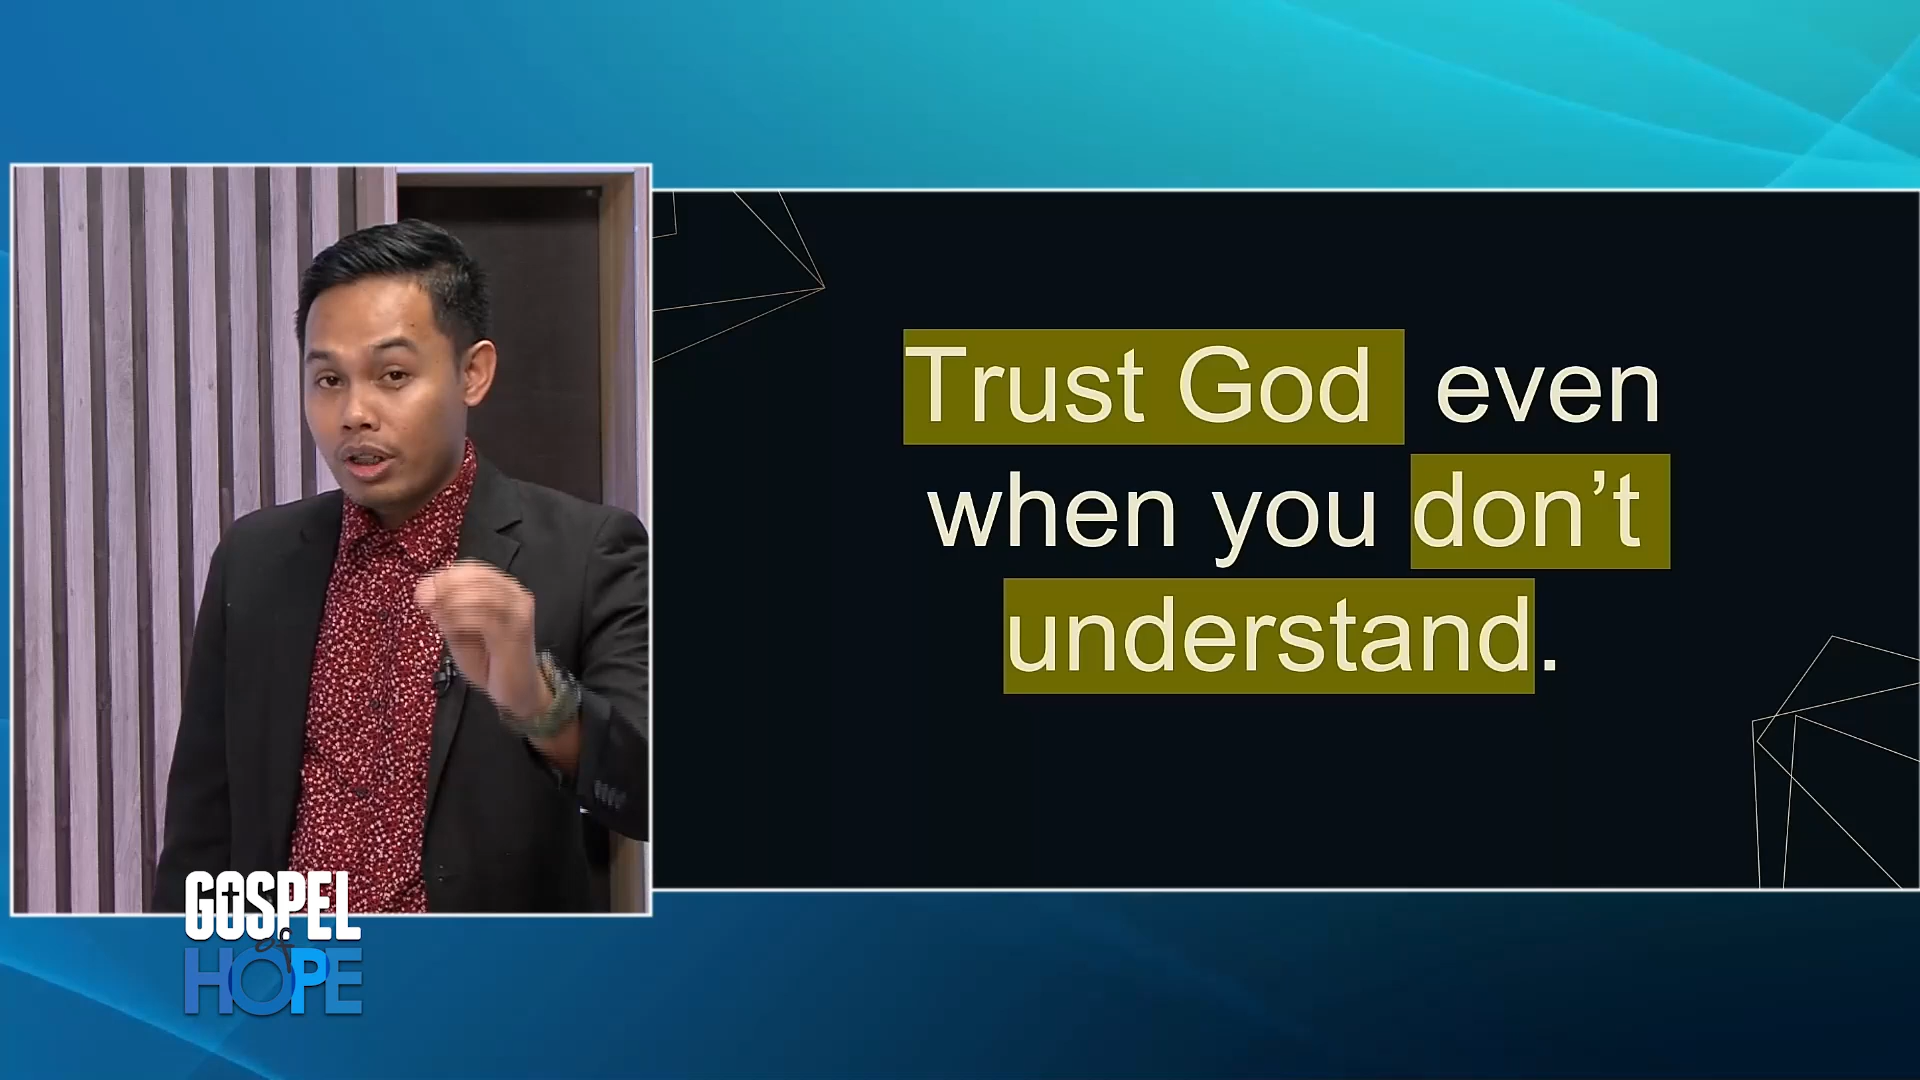 Trust God even
when you don’t
understand.
GOSPEL
of
HOPE